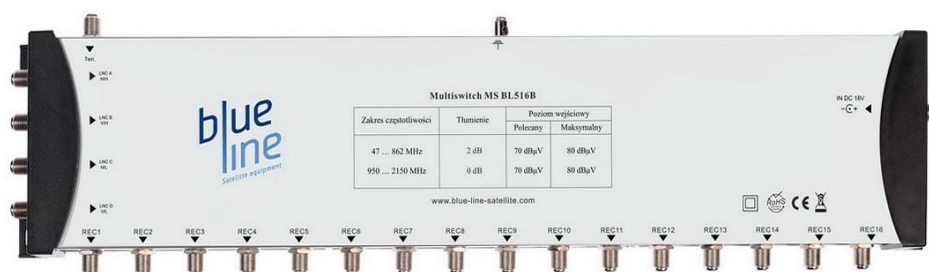 Terr.
LNC A
H/H
LNC B
V/H
LNC C
H/L
LNC D
V/L
blue
line
Satelitte equipment
Multiswitch MS BL516B
Zakres częstotliwości Tłumienie Poziom wejściowy
Polecany Maksymalny
47 ... 862 MHz 2 dB 70 dBμV 80 dBμV
950 ... 2150 MHz 0 dB 70 dBμV 80 dBμV
www.blue-line-satellite.com
IN DC 18V
RoHS CE
REC1 REC2 REC3 REC4 REC5 REC6 REC7 REC8 REC9 REC10 REC11 REC12 REC13 REC14 REC15 REC16